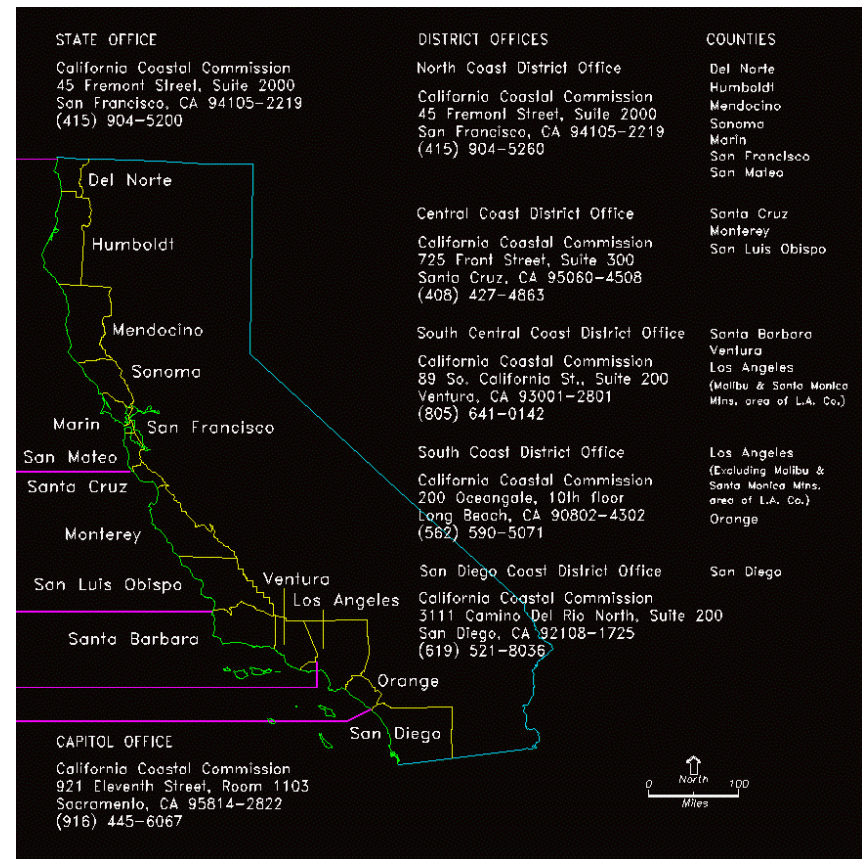 STATE OFFICE
California Coastal Commission
45 Fremont Street, Suite 2000
San Francisco, CA 94105-2219
(415) 904-5200
DISTRICT OFFICES
North Coast District Office
California Coastal Commission
45 Fremont Street, Suite 2000
San Francisco, CA 94105-2219
(415) 904-5260
COUNTIES
Del Norte
Humboldt
Mendocino
Sonoma
Marin
San Francisco
San Mateo
Central Coast District Office
California Coastal Commission
725 Front Street, Suite 300
Santa Cruz, CA 95060-4508
(408) 427-4863
Santa Cruz
Monterey
San Luis Obispo
South Central Coast District Office
California Coastal Commission
89 So. California St., Suite 200
Ventura, CA 93001-2801
(805) 641-0142
Santa Barbara
Ventura
Los Angeles
(Malibu & Santa Monica
Mtns. area of L.A. Co.)
South Coast District Office
California Coastal Commission
200 Oceangate, 10th floor
Long Beach, CA 90802-4302
(562) 590-5071
Los Angeles
(Excluding Malibu &
Santa Monica Mtns.
area of L.A. Co.)
Orange
San Diego Coast District Office
California Coastal Commission
3111 Camino Del Rio North, Suite 200
San Diego, CA 92108-1725
(619) 521-8036
San Diego
Del Norte
Humboldt
Mendocino
Sonoma
Marin
San Francisco
San Mateo
Santa Cruz
Monterey
San Luis Obispo
Ventura
Los Angeles
Santa Barbara
Orange
San Diego
CAPITOL OFFICE
California Coastal Commission
921 Eleventh Street, Room 1103
Sacramento, CA 95814-2822
(916) 445-6067
North
0 100
Miles